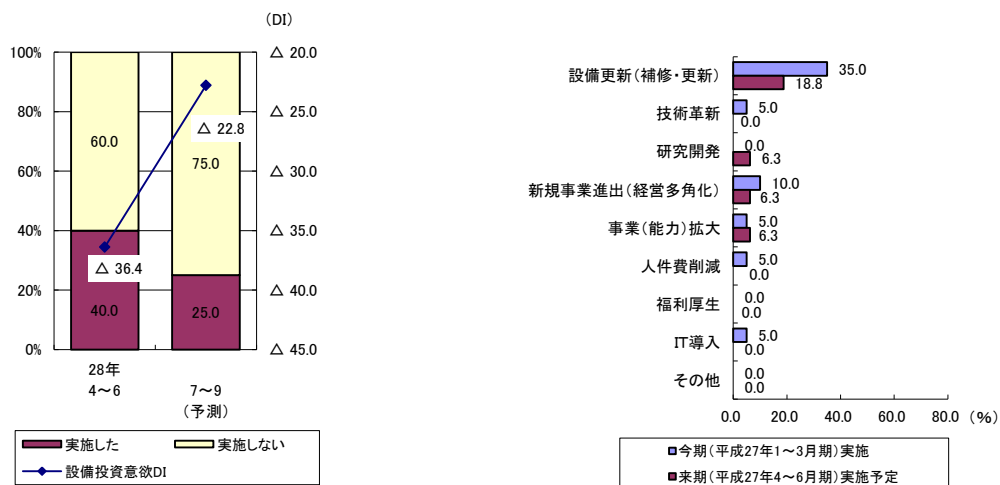 (DI)
100%
80%
60%
40%
20%
0%
△ 20.0
△ 25.0
△ 30.0
△ 35.0
△ 40.0
△ 45.0
60.0
40.0
75.0
25.0
△ 36.4
△ 22.8
28年
4～6
7～9
(予測)
実施した
実施しない
設備投資意欲DI
設備更新(補修・更新)
35.0
18.8
技術革新
5.0
0.0
研究開発
0.0
6.3
新規事業進出(経営多角化)
10.0
6.3
事業(能力)拡大
5.0
6.3
人件費削減
5.0
0.0
福利厚生
0.0
0.0
IT導入
5.0
0.0
その他
0.0
0.0
0.0 20.0 40.0 60.0 80.0 (%)
今期(平成27年1～3月期)実施
来期(平成27年4～6月期)実施予定